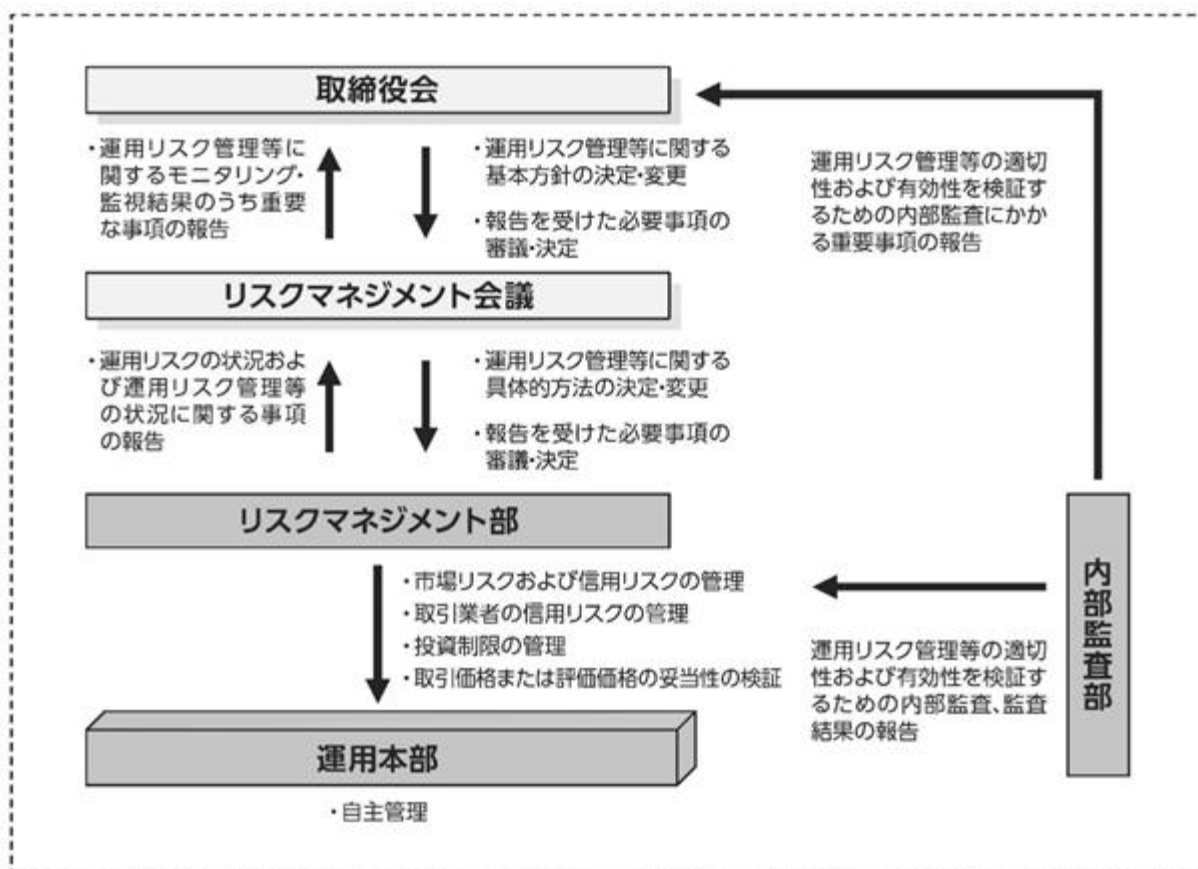 取締役会
・運用リスク管理等に
関するモニタリング・
監視結果のうち重要
な事項の報告
・運用リスク管理等に関する
基本方針の決定・変更
・報告を受けた必要事項の
審議・決定
運用リスク管理等の適切
性および有効性を検証す
るための内部監査にかか
る重要事項の報告
リスクマネジメント会議
・運用リスクの状況およ
び運用リスク管理等
の状況に関する事項
の報告
・運用リスク管理等に関する
具体的方法の決定・変更
・報告を受けた必要事項の
審議・決定
リスクマネジメント部
・市場リスクおよび信用リスクの管理
・取引業者の信用リスクの管理
・投資制限の管理
・取引価格または評価価格の妥当性の検証
内部監査部
運用リスク管理等の適切
性および有効性を検証す
るための内部監査、監査
結果の報告
運用本部
・自主管理